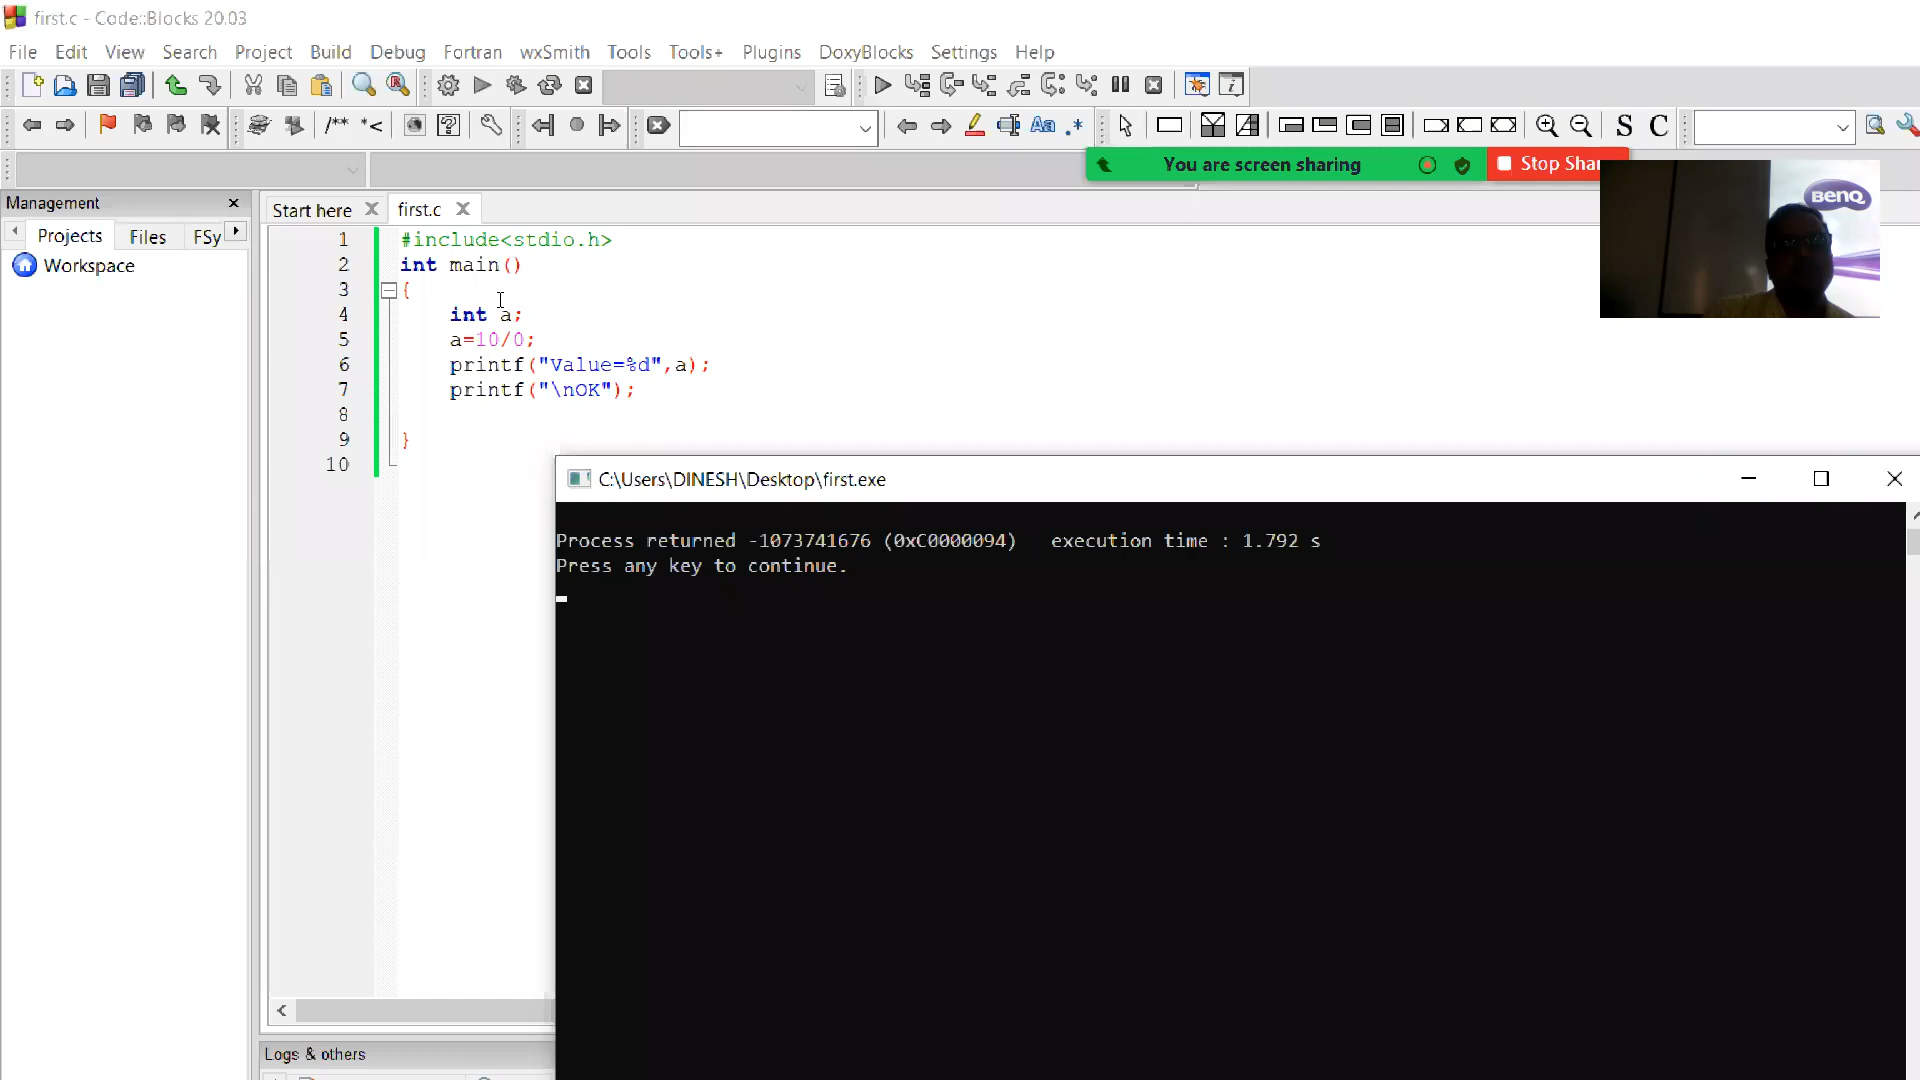 first.c - Code::Blocks 20.03
File Edit View Search Project Build Debug Fortran wxSmith Tools Tools+ Plugins DoxyBlocks Settings Help
/** *<
Aa .*
S C
You are screen sharing
Stop Shar
BenQ
Management
Projects Files FSy
Workspace
Start here first.c
1 #include<stdio.h>
2 int main()
3 {
4 int a;
5 a=10/0;
6 printf("Value=%d",a);
7 printf("\nOK");
8
9 }
10
C:\Users\DINESH\Desktop\first.exe
Process returned -1073741676 (0xC0000094) execution time : 1.792 s
Press any key to continue.
Logs & others